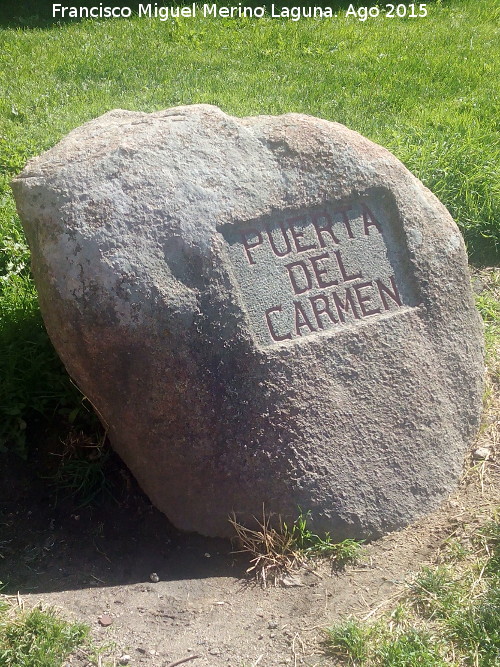 Francisco Miguel Merino Laguna. Ago 2015
PUERTA
DEL
CARMEN